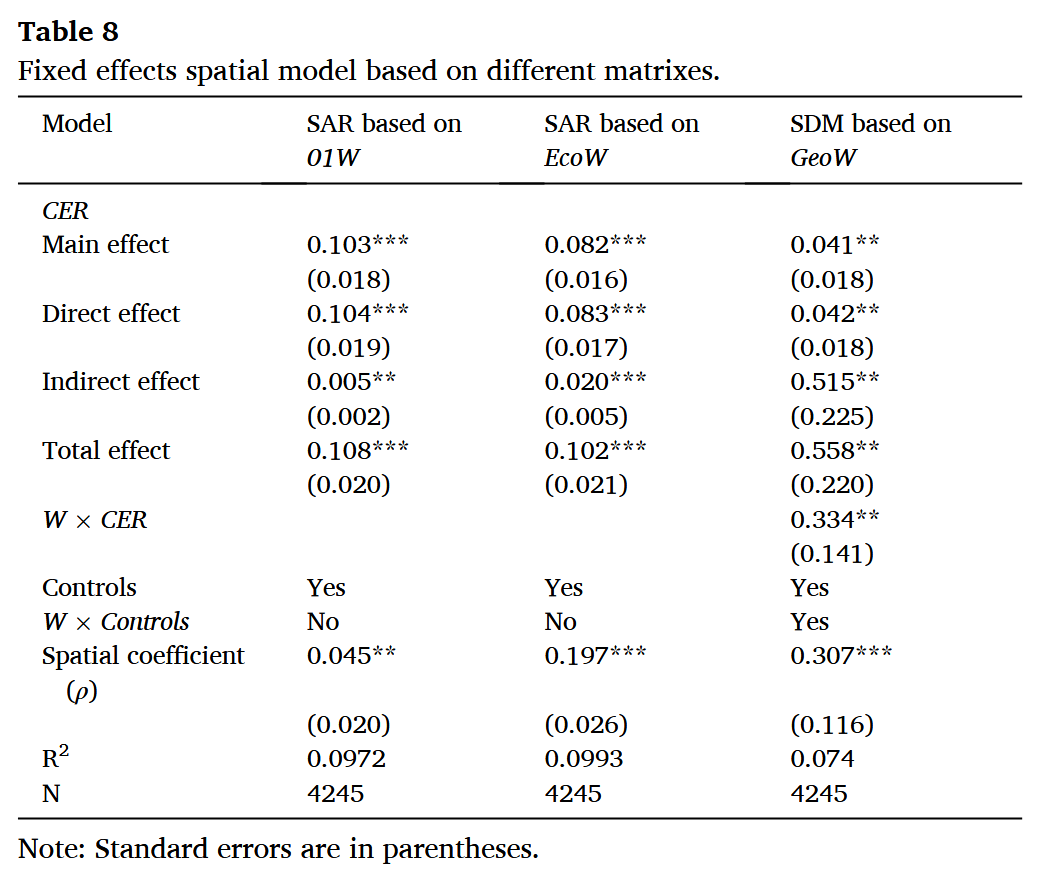 Table 8
Fixed effects spatial model based on different matrixes.
Model SAR based on 01W SAR based on EcoW SDM based on GeoW
CER
Main effect 0.103*** 0.082*** 0.041**
(0.018) (0.016) (0.018)
Direct effect 0.104*** 0.083*** 0.042**
(0.019) (0.017) (0.018)
Indirect effect 0.005** 0.020*** 0.515**
(0.002) (0.005) (0.225)
Total effect 0.108*** 0.102*** 0.558**
(0.020) (0.021) (0.220)
W × CER 0.334**
(0.141)
Controls Yes Yes Yes
W × Controls No No Yes
Spatial coefficient 0.045** 0.197*** 0.307***
(ρ)
(0.020) (0.026) (0.116)
R² 0.0972 0.0993 0.074
N 4245 4245 4245
Note: Standard errors are in parentheses.